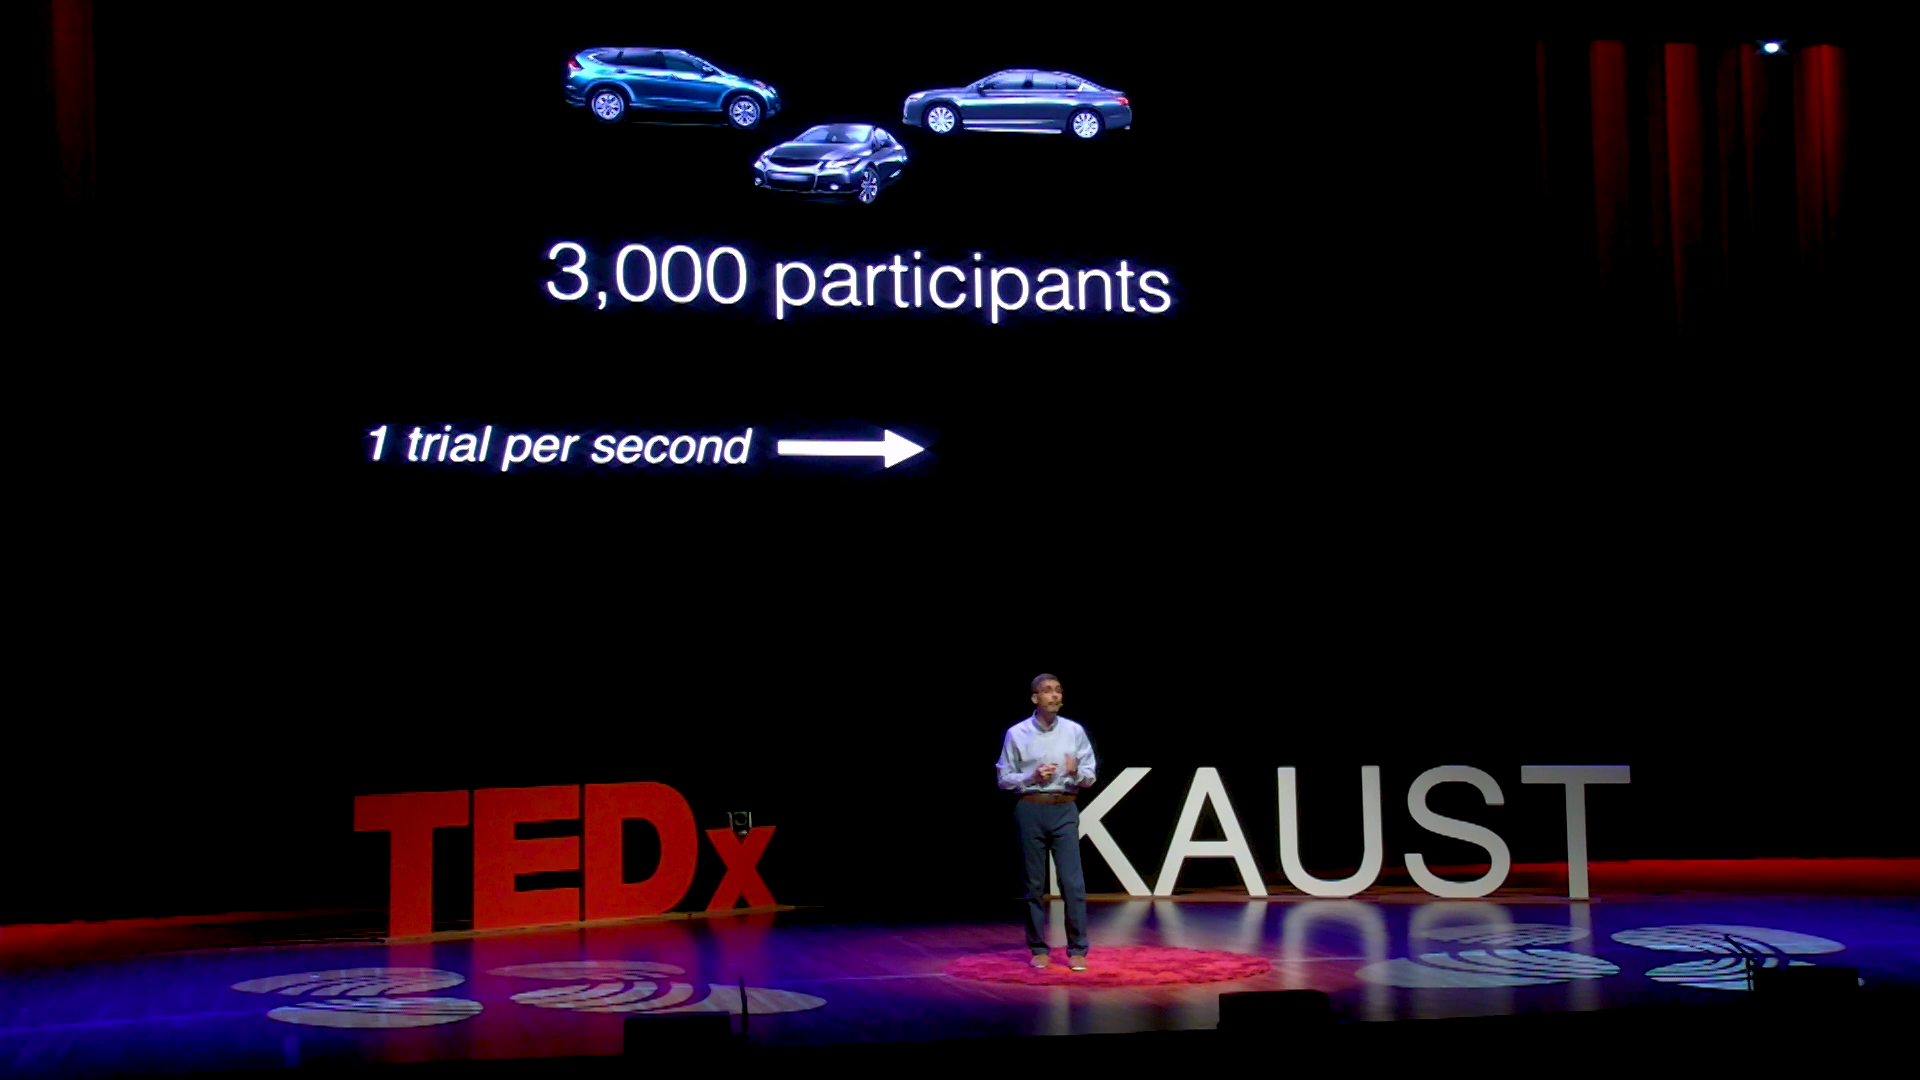 3,000 participants
1 trial per second
TEDx
KAUST